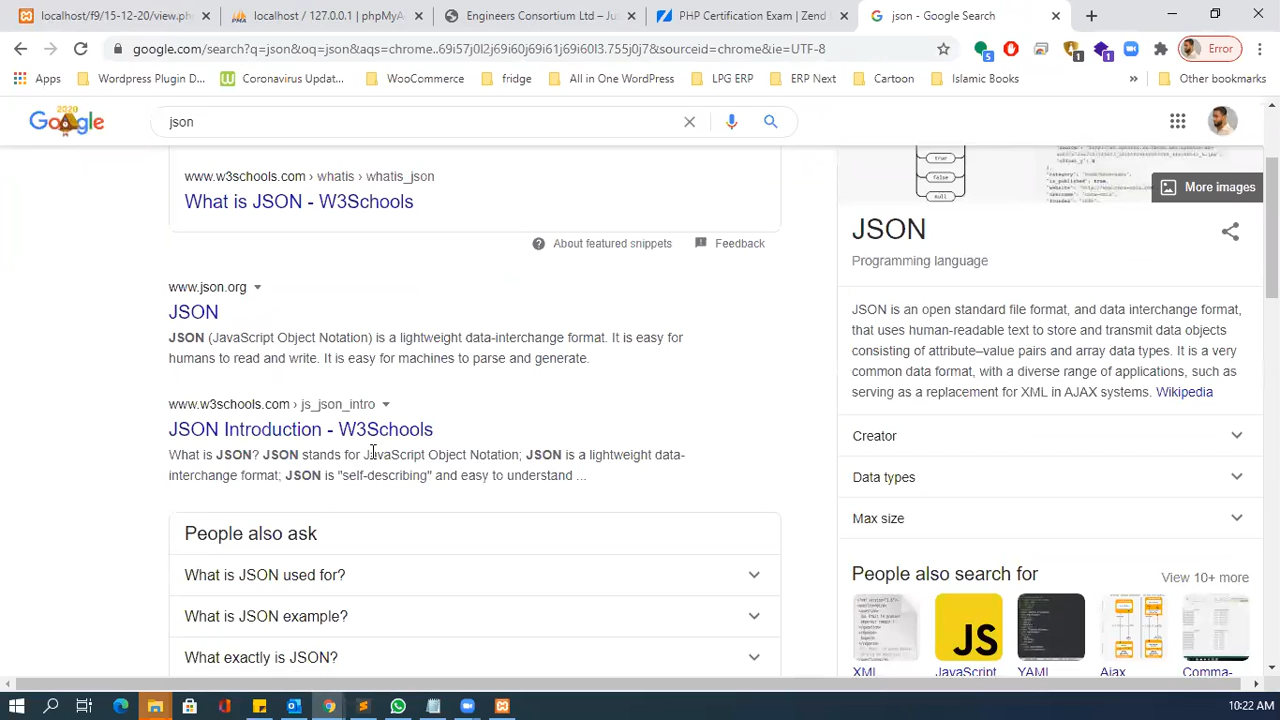 localhost/f9/15-12-20/view.ph
localhost / 127.0.0.1 | phpMyA
Engineers Consortium Ltd – Ju
PHP Certification Exam | Zend
json - Google Search
google.com/search?q=json&oq=json&aqs=chrome..69i57j0l2j69i60j69i61j69i60l3.755j0j7&sourceid=chrome&ie=UTF-8
5
1
1
Error
Apps
Wordpress Plugin D...
Coronavirus Updat...
WooCommerce
fridge
All in One WordPress
LPG ERP
ERP Next
Cartoon
Islamic Books
»
Other bookmarks
2020
Google
json
www.w3schools.com › whatis › whatis_json
What is JSON - W3Schools
About featured snippets
Feedback
www.json.org
JSON
JSON (JavaScript Object Notation) is a lightweight data-interchange format. It is easy for
humans to read and write. It is easy for machines to parse and generate.
www.w3schools.com › js_json_intro
JSON Introduction - W3Schools
What is JSON? JSON stands for JavaScript Object Notation; JSON is a lightweight data-
interchange format; JSON is "self-describing" and easy to understand ...
People also ask
What is JSON used for?
What is JSON
What exactly is JSON
true
false
null
More images
JSON
Programming language
JSON is an open standard file format, and data interchange format,
that uses human-readable text to store and transmit data objects
consisting of attribute–value pairs and array data types. It is a very
common data format, with a diverse range of applications, such as
serving as a replacement for XML in AJAX systems. Wikipedia
Creator
Data types
Max size
People also search for
View 10+ more
JS
XML
JavaScript
YAML
Ajax
Comma-
10:22 AM